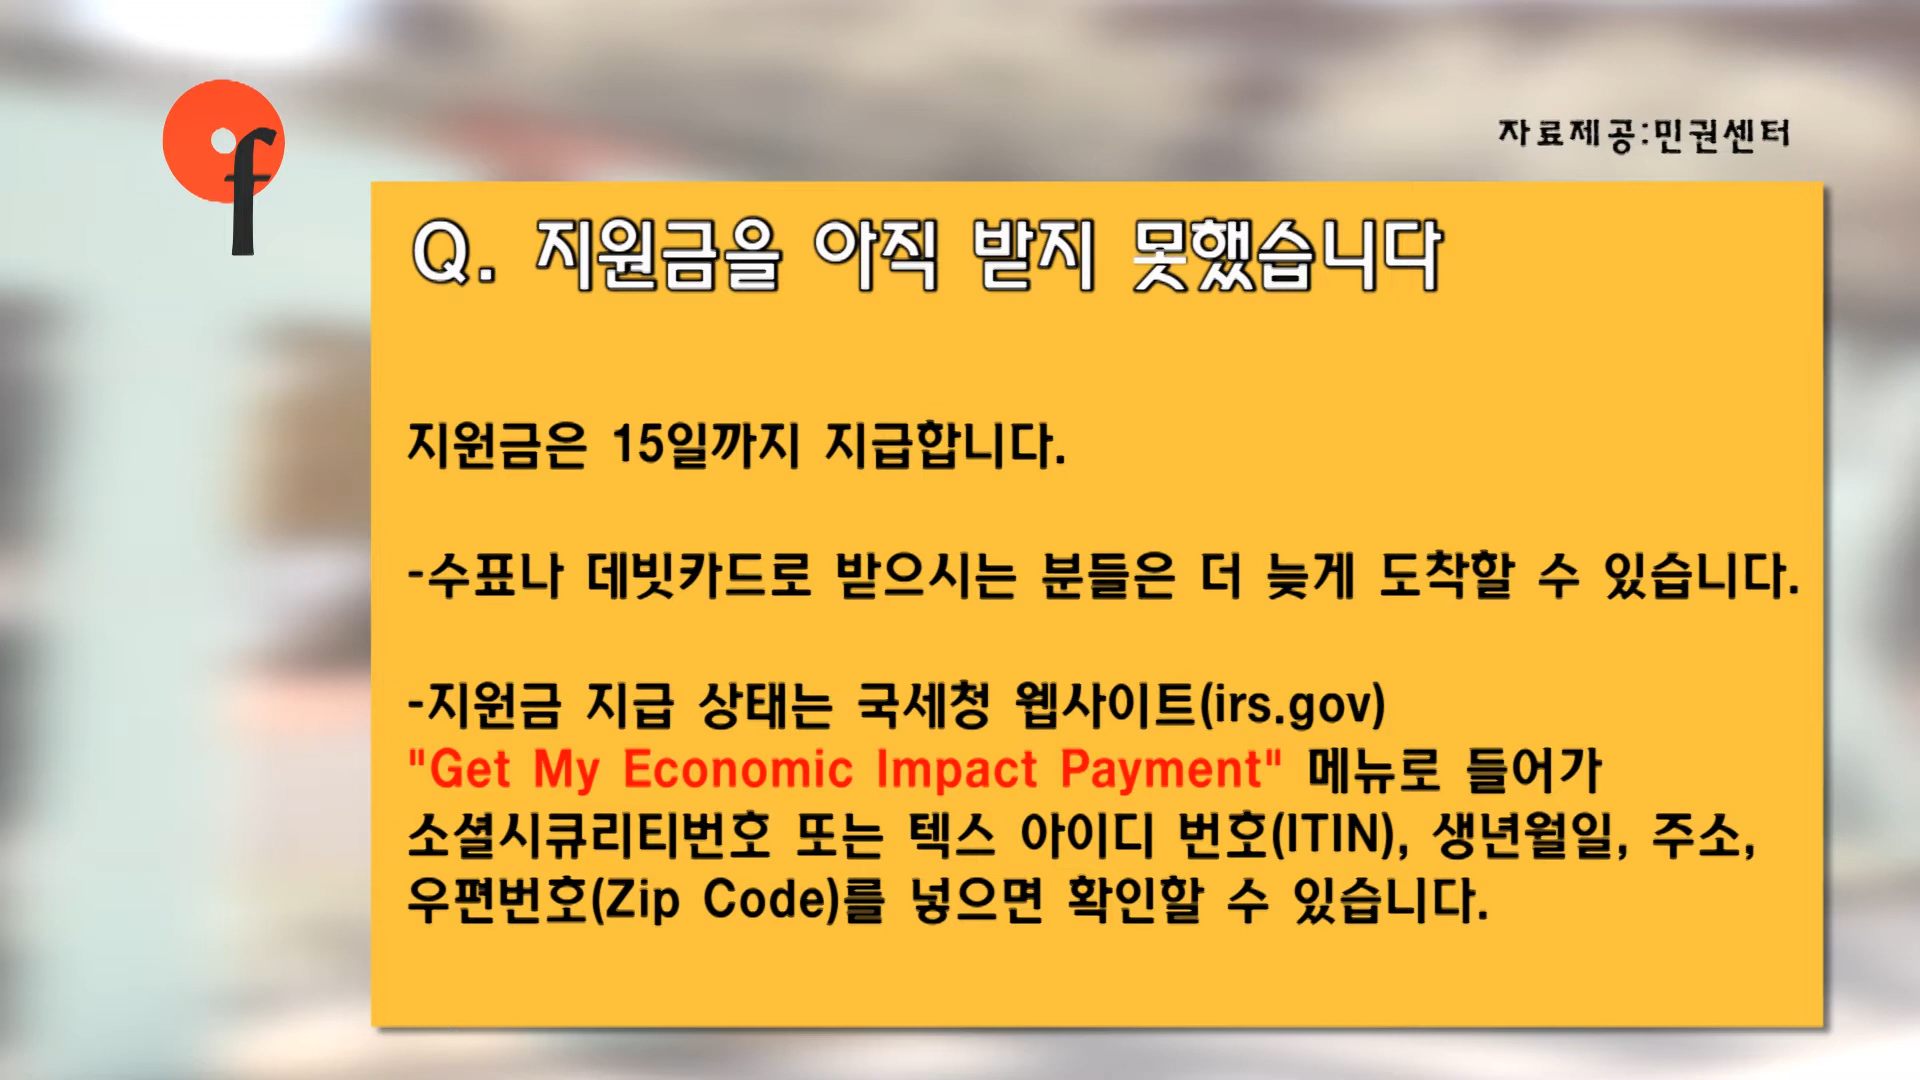 f
자료제공:민권센터
Q. 지원금을 아직 받지 못했습니다
지원금은 15일까지 지급합니다.
-수표나 데빗카드로 받으시는 분들은 더 늦게 도착할 수 있습니다.
-지원금 지급 상태는 국세청 웹사이트(irs.gov)
"Get My Economic Impact Payment" 메뉴로 들어가
소셜시큐리티번호 또는 텍스 아이디 번호(ITIN), 생년월일, 주소,
우편번호(Zip Code)를 넣으면 확인할 수 있습니다.